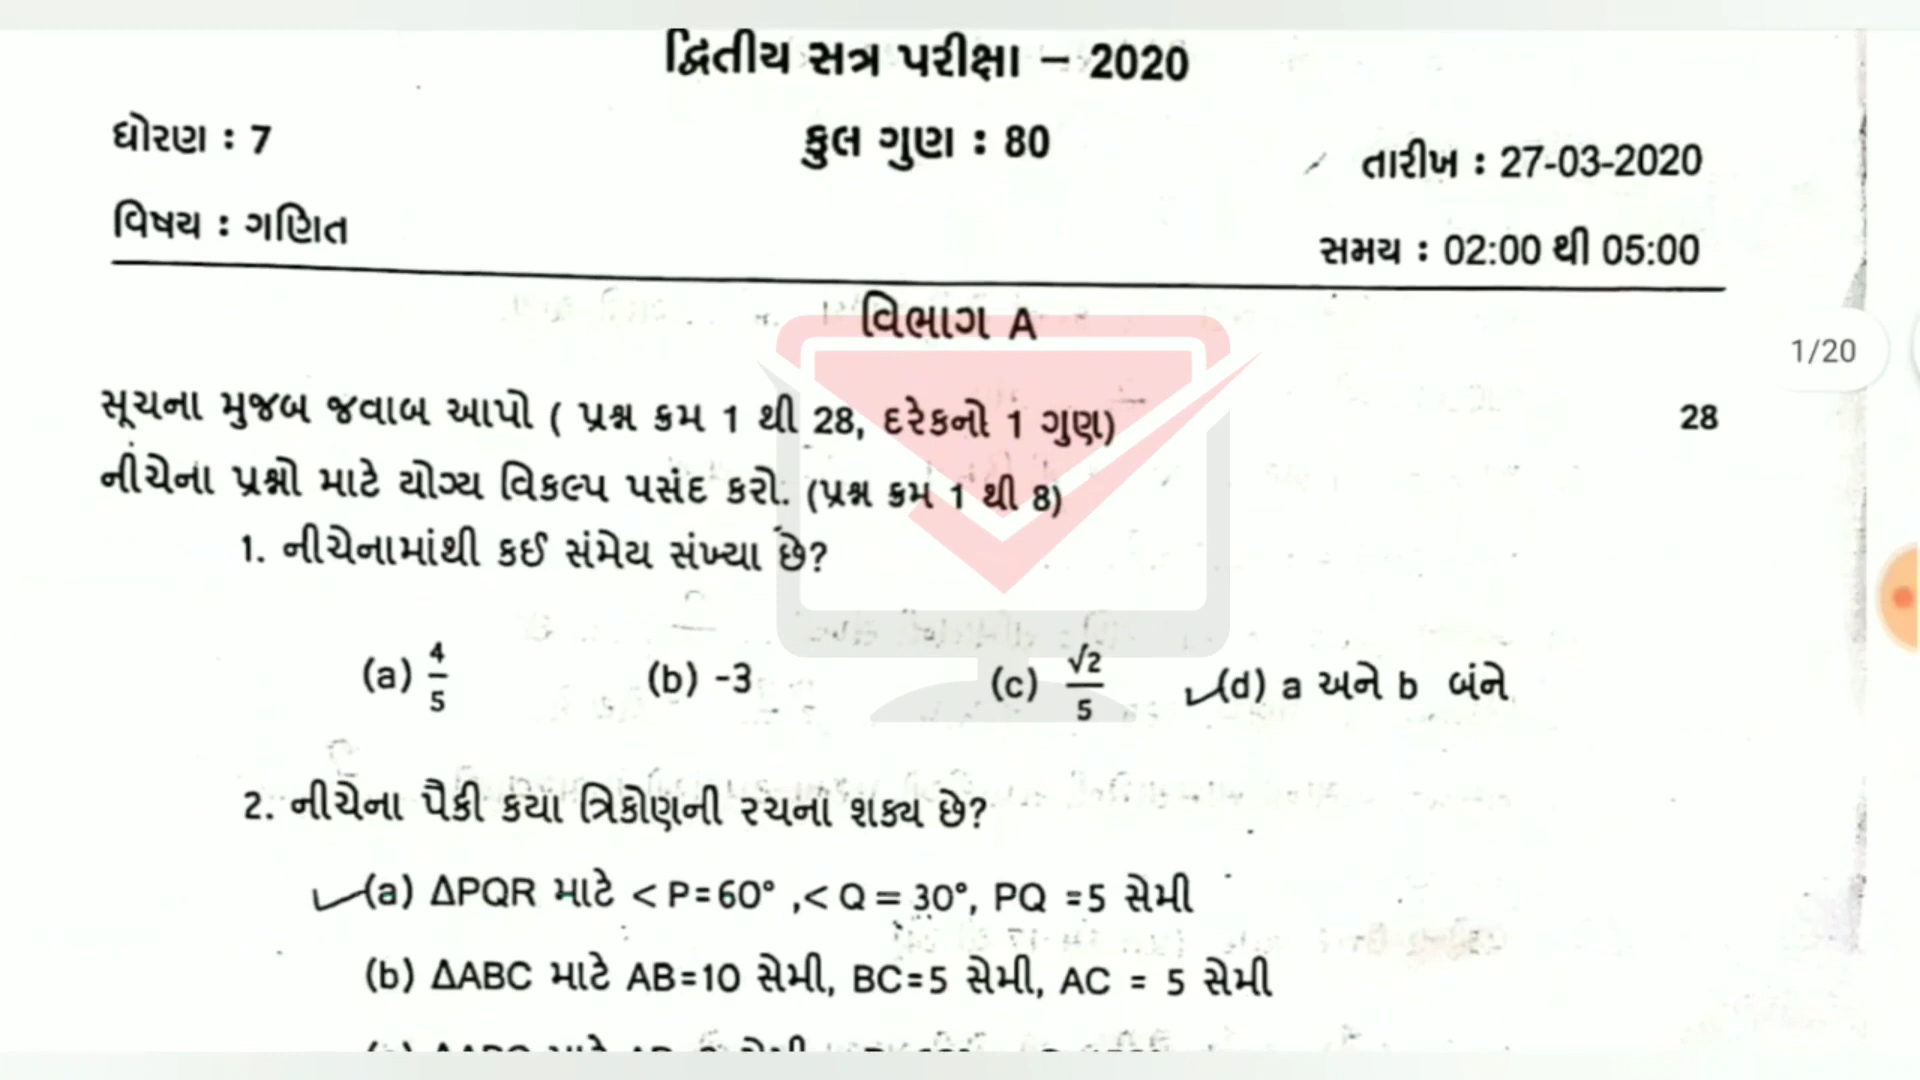 દ્વિતીય સત્ર પરીક્ષા – 2020
ધોરણ : 7
કુલ ગુણ : 80
તારીખ : 27-03-2020
વિષય : ગણિત
સમય : 02:00 થી 05:00
વિભાગ A
સૂચના મુજબ જવાબ આપો ( પ્રશ્ન ક્રમ 1 થી 28, દરેકનો 1 ગુણ) 28
નીચેના પ્રશ્નો માટે યોગ્ય વિકલ્પ પસંદ કરો. (પ્રશ્ન ક્રમ 1 થી 8)
1/20
1. નીચેનામાંથી કઈ સંમેય સંખ્યા છે?
(a) 4/5 (b) -3 (c) √2/5 (d) a અને b બંને
2. નીચેના પૈકી કયા ત્રિકોણની રચના શક્ય છે?
(a) ΔPQR માટે < P=60° ,< Q = 30°, PQ =5 સેમી
(b) ΔABC માટે AB=10 સેમી, BC=5 સેમી, AC = 5 સેમી